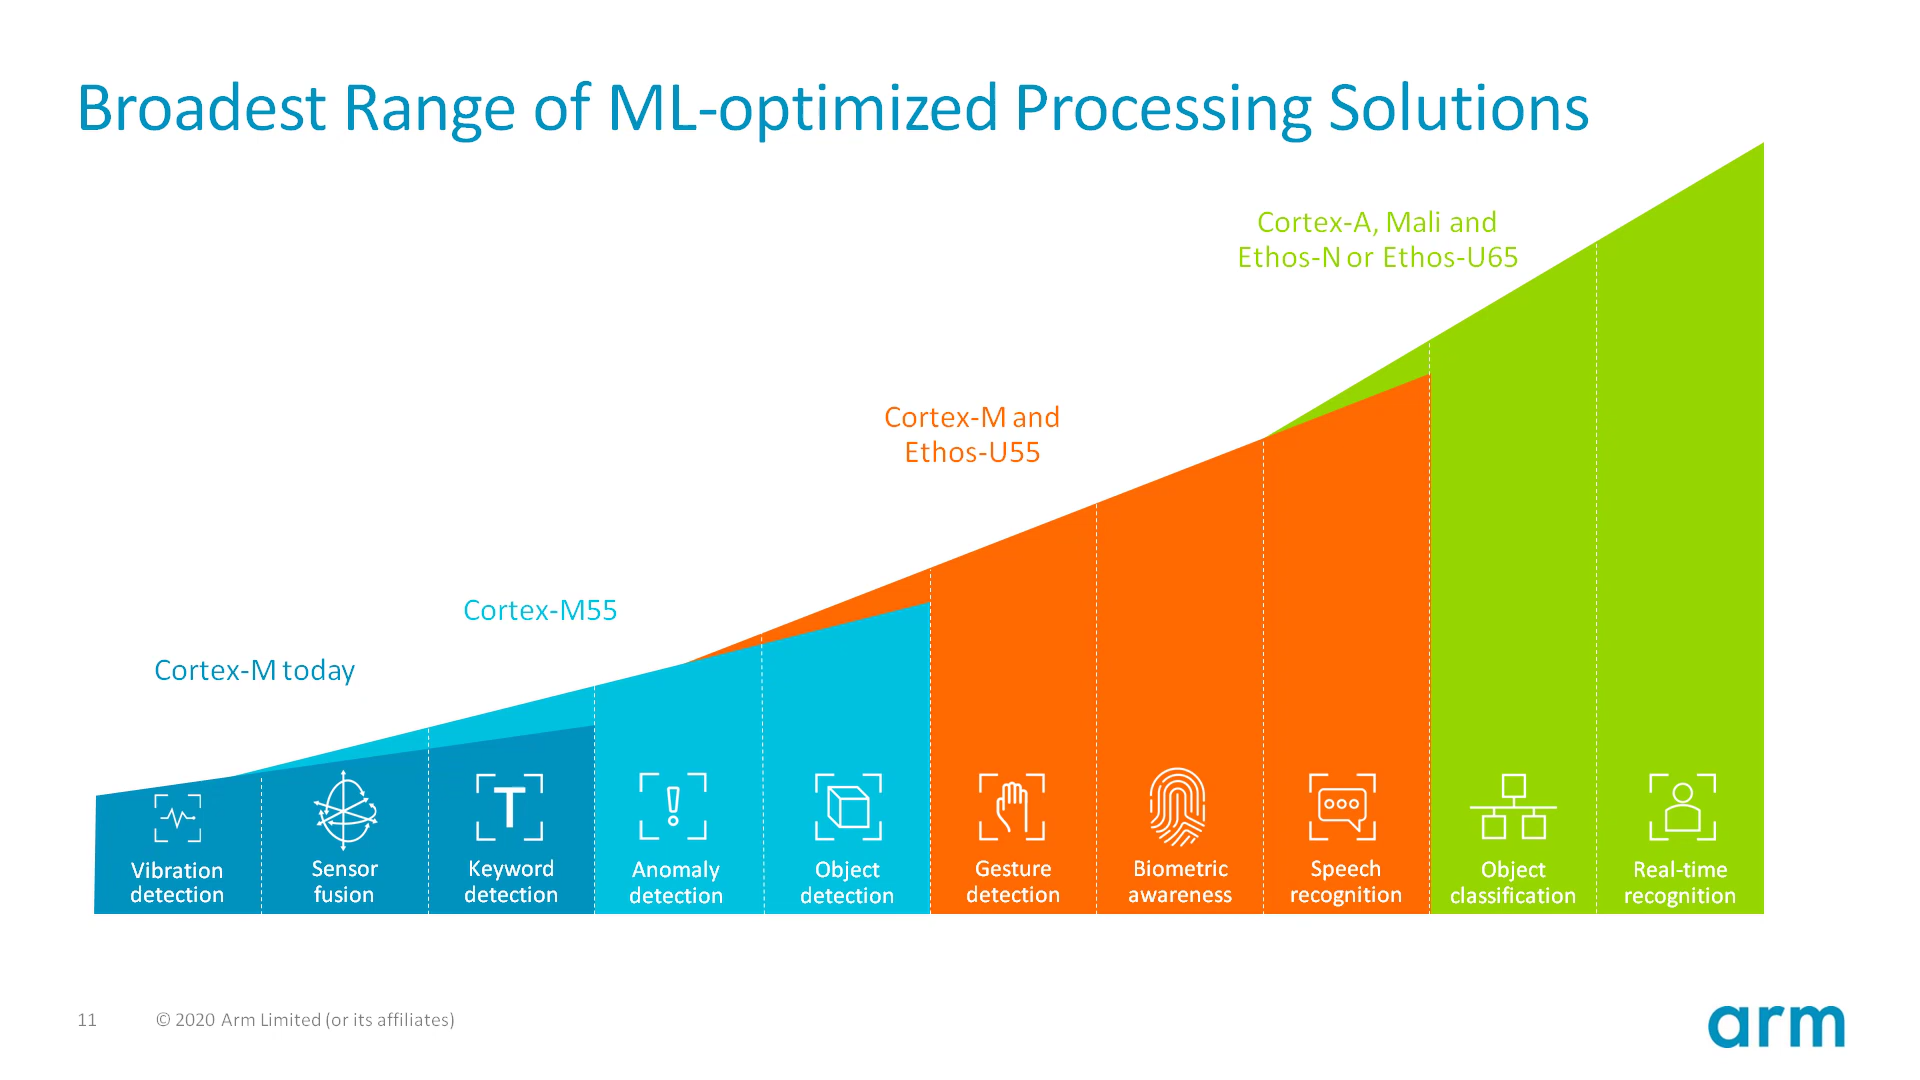 Broadest Range of ML-optimized Processing Solutions
Cortex-A, Mali and
Ethos-N or Ethos-U65
Cortex-M and
Ethos-U55
Cortex-M55
Cortex-M today
T
!
Vibration
detection
Sensor
fusion
Keyword
detection
Anomaly
detection
Object
detection
Gesture
detection
Biometric
awareness
Speech
recognition
Object
classification
Real-time
recognition
11
© 2020 Arm Limited (or its affiliates)
arm